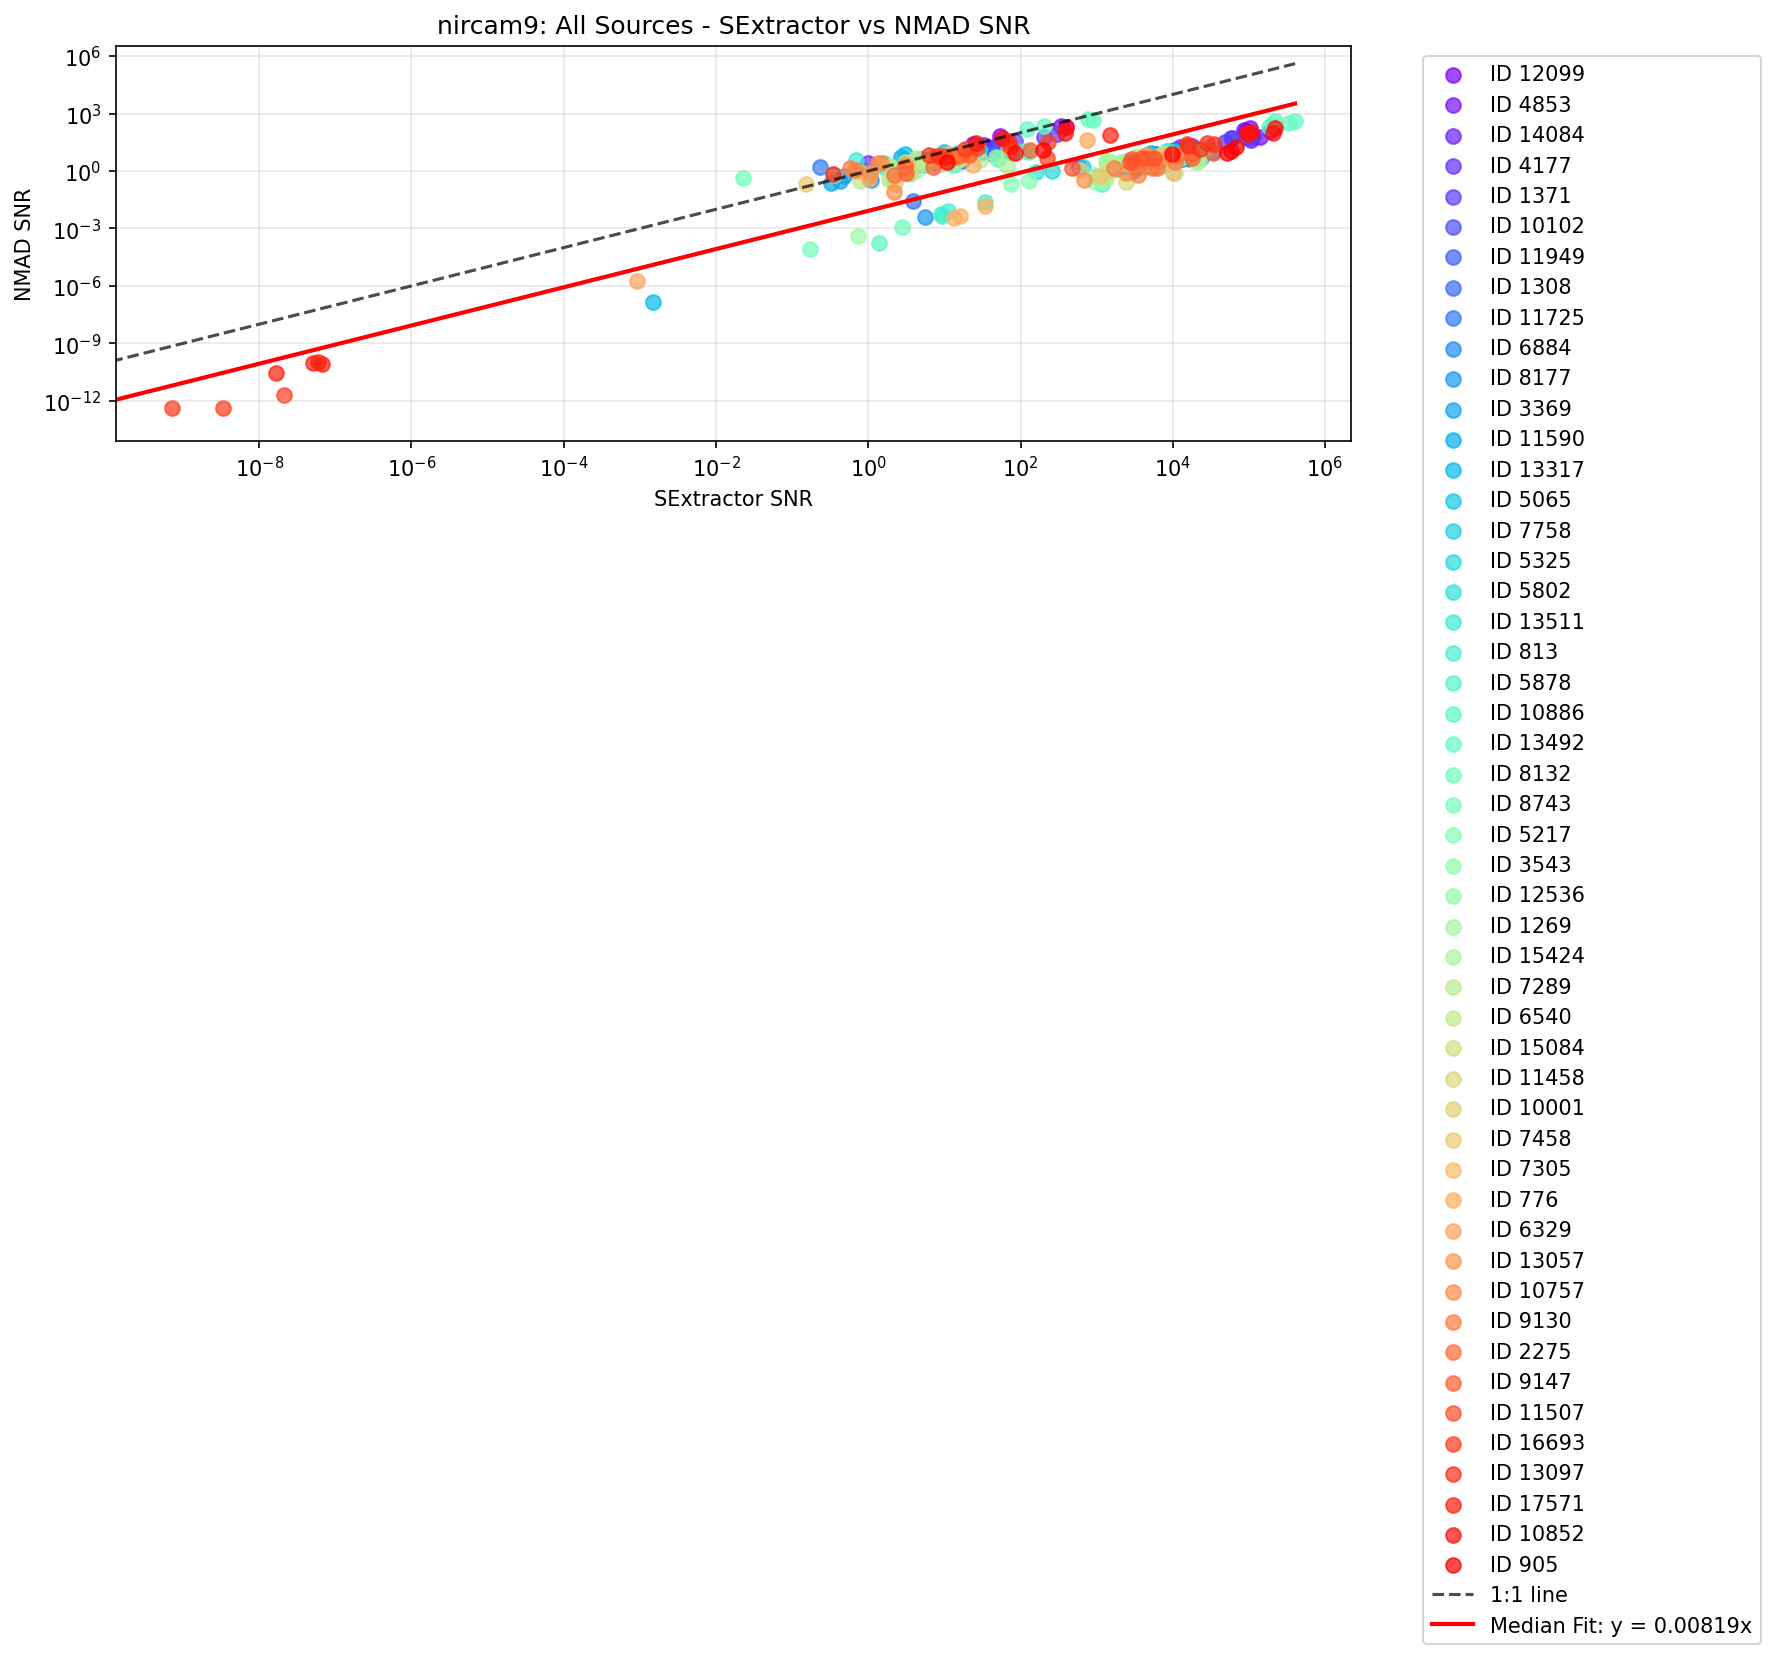 nircam9: All Sources - SExtractor vs NMAD SNR
NMAD SNR
10^6
10^3
10^0
10^−3
10^−6
10^−9
10^−12
10^−8
10^−6
10^−4
10^−2
10^0
10^2
10^4
10^6
SExtractor SNR
ID 12099
ID 4853
ID 14084
ID 4177
ID 1371
ID 10102
ID 11949
ID 1308
ID 11725
ID 6884
ID 8177
ID 3369
ID 11590
ID 13317
ID 5065
ID 7758
ID 5325
ID 5802
ID 13511
ID 813
ID 5878
ID 10886
ID 13492
ID 8132
ID 8743
ID 5217
ID 3543
ID 12536
ID 1269
ID 15424
ID 7289
ID 6540
ID 15084
ID 11458
ID 10001
ID 7458
ID 7305
ID 776
ID 6329
ID 13057
ID 10757
ID 9130
ID 2275
ID 9147
ID 11507
ID 16693
ID 13097
ID 17571
ID 10852
ID 905
1:1 line
Median Fit: y = 0.00819x